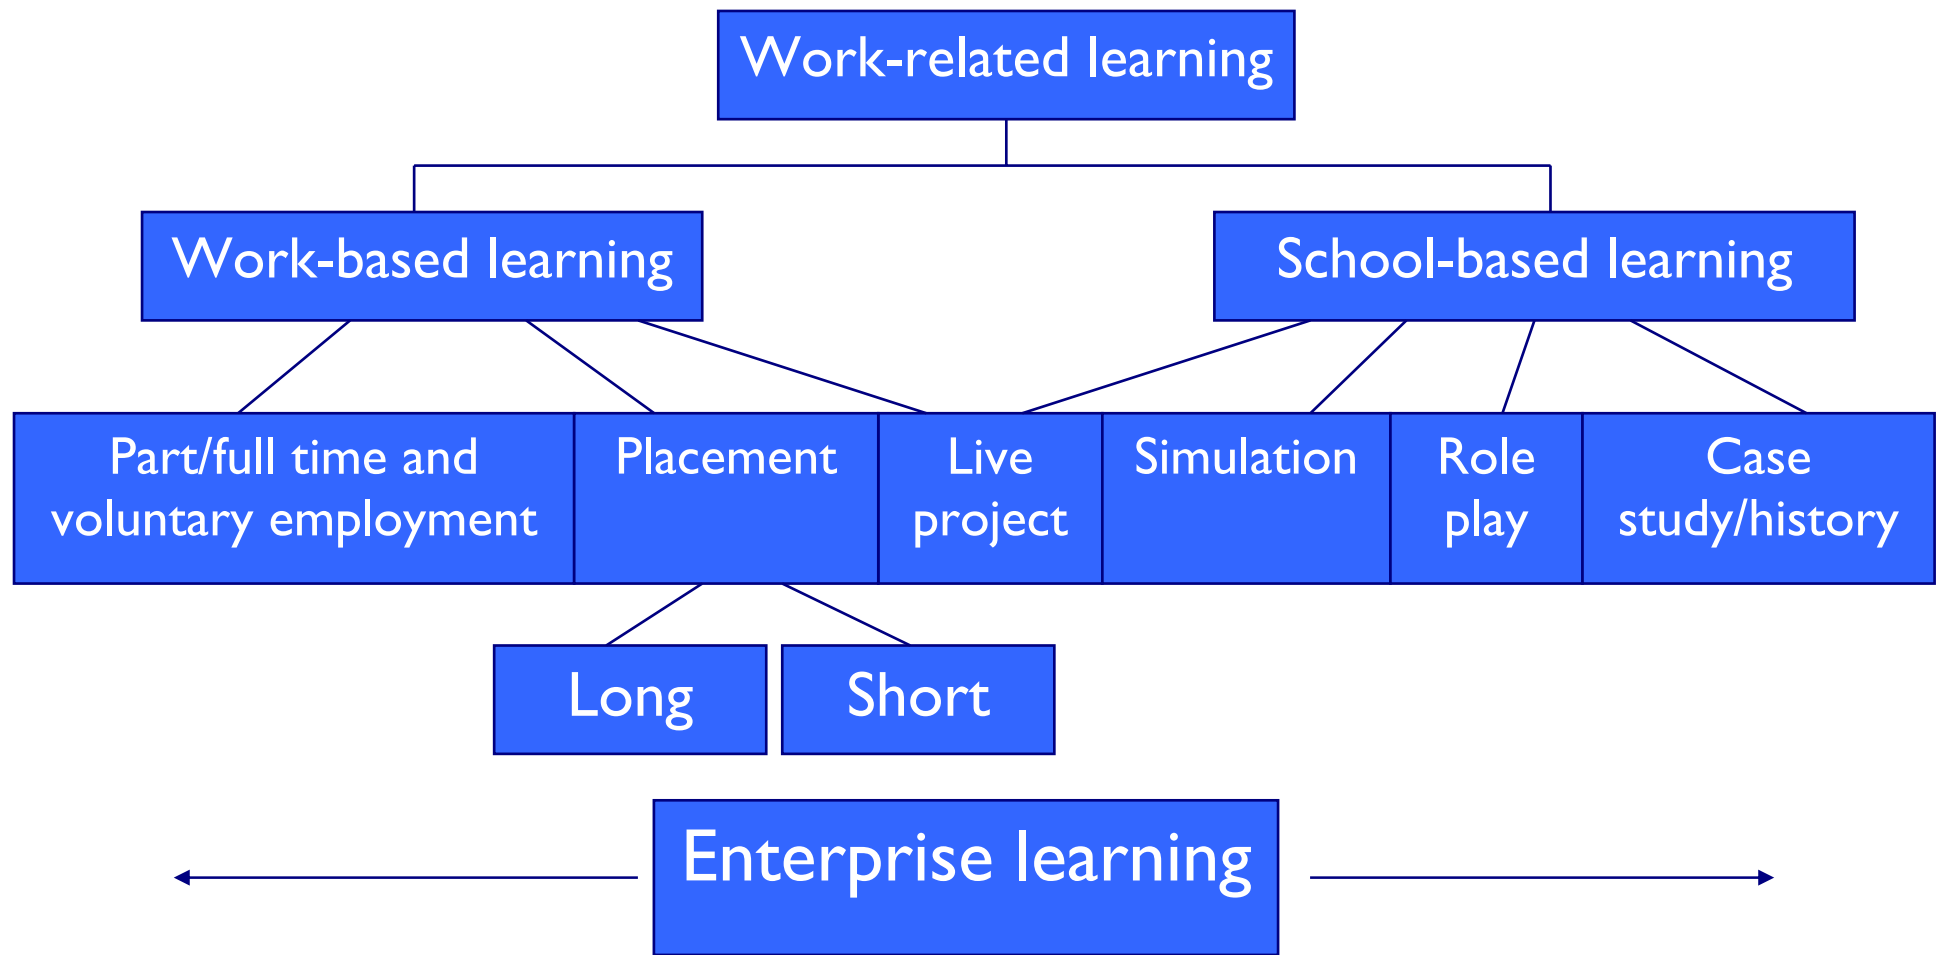 Work-related learning
Work-based learning
School-based learning
Part/full time and
voluntary employment
Placement
Live
project
Simulation
Role
play
Case
study/history
Long
Short
Enterprise learning